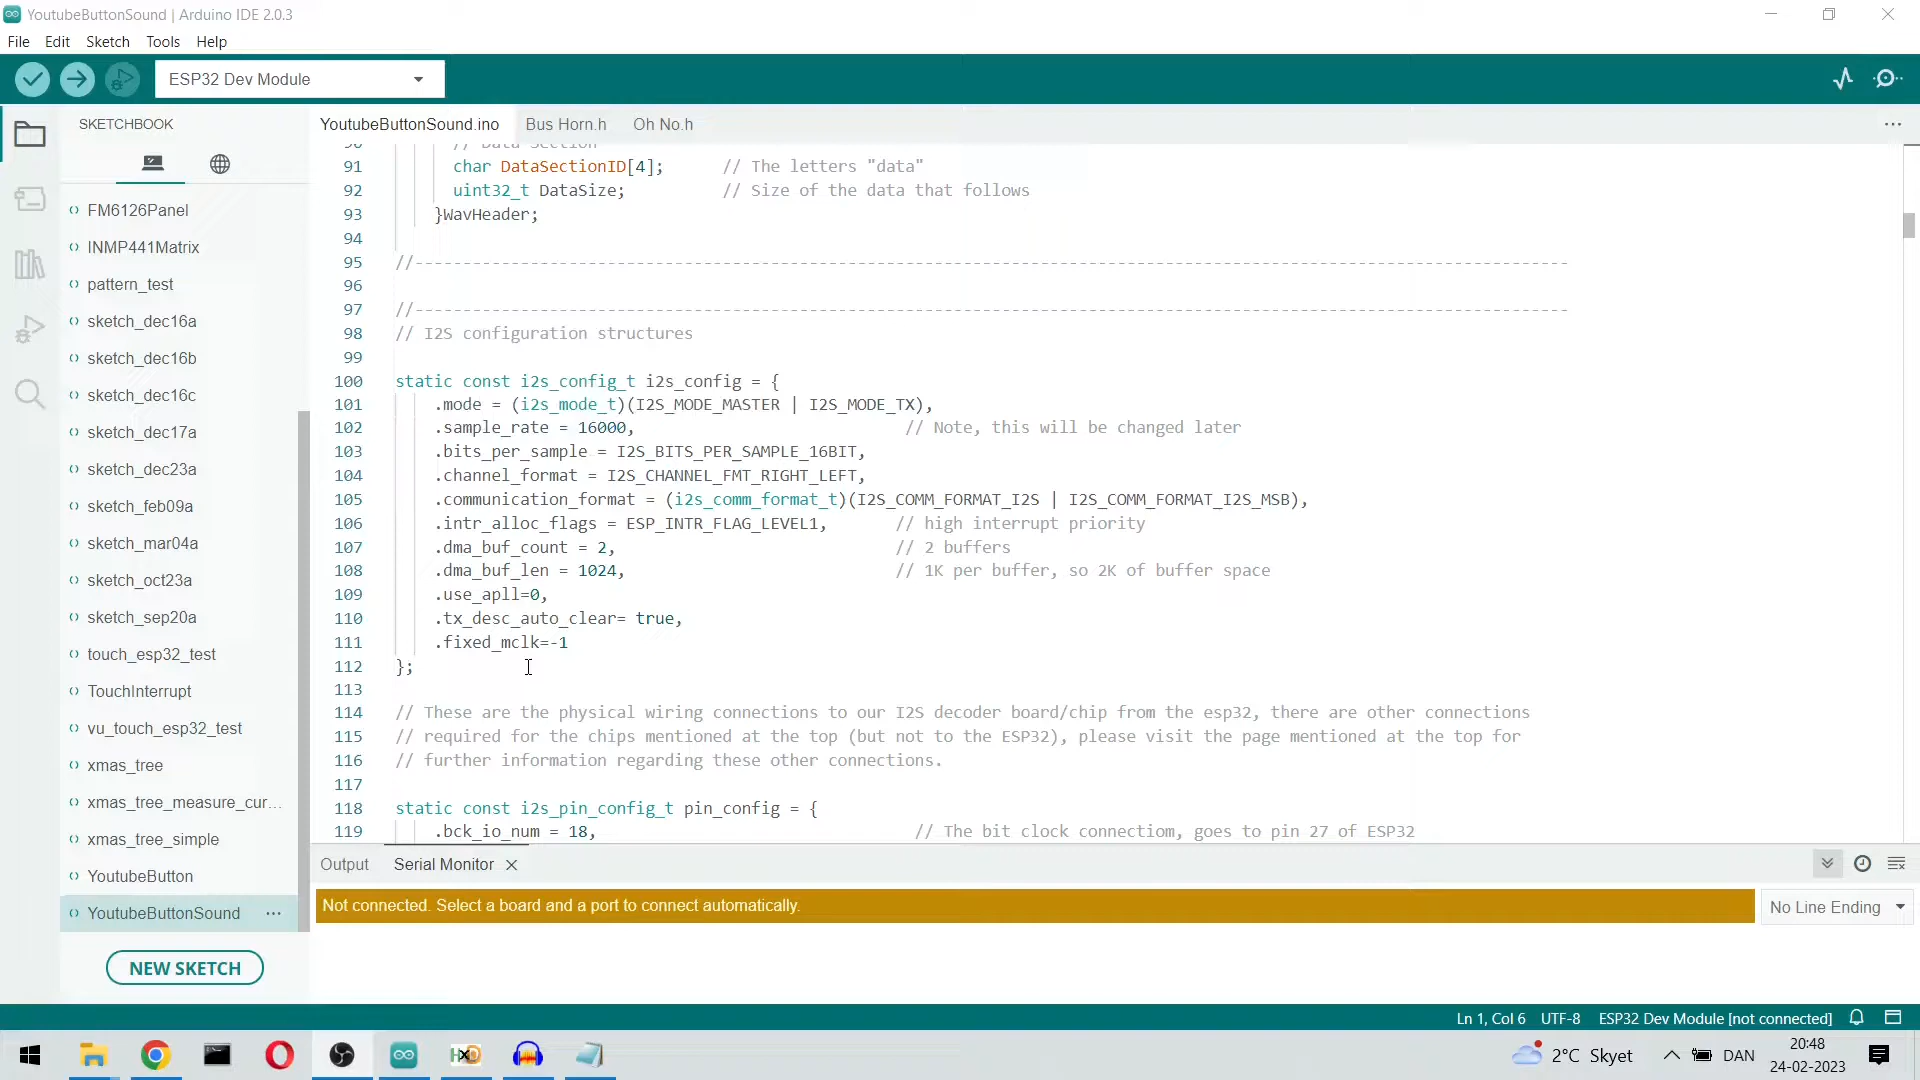 YoutubeButtonSound | Arduino IDE 2.0.3
File Edit Sketch Tools Help
ESP32 Dev Module
SKETCHBOOK
FM6126Panel
INMP441Matrix
pattern_test
sketch_dec16a
sketch_dec16b
sketch_dec16c
sketch_dec17a
sketch_dec23a
sketch_feb09a
sketch_mar04a
sketch_oct23a
sketch_sep20a
touch_esp32_test
TouchInterrupt
vu_touch_esp32_test
xmas_tree
xmas_tree_measure_cur...
xmas_tree_simple
YoutubeButton
YoutubeButtonSound ...
NEW SKETCH
YoutubeButtonSound.ino Bus Horn.h Oh No.h ...
90 // Data Section
91 char DataSectionID[4]; // The letters "data"
92 uint32_t DataSize; // Size of the data that follows
93 }WavHeader;
94
95 //------------------------------------------------------------------------------------------------------------------------
96
97 //------------------------------------------------------------------------------------------------------------------------
98 // I2S configuration structures
99
100 static const i2s_config_t i2s_config = {
101 .mode = (i2s_mode_t)(I2S_MODE_MASTER | I2S_MODE_TX),
102 .sample_rate = 16000, // Note, this will be changed later
103 .bits_per_sample = I2S_BITS_PER_SAMPLE_16BIT,
104 .channel_format = I2S_CHANNEL_FMT_RIGHT_LEFT,
105 .communication_format = (i2s_comm_format_t)(I2S_COMM_FORMAT_I2S | I2S_COMM_FORMAT_I2S_MSB),
106 .intr_alloc_flags = ESP_INTR_FLAG_LEVEL1, // high interrupt priority
107 .dma_buf_count = 2, // 2 buffers
108 .dma_buf_len = 1024, // 1K per buffer, so 2K of buffer space
109 .use_apll=0,
110 .tx_desc_auto_clear= true,
111 .fixed_mclk=-1
112 };
113
114 // These are the physical wiring connections to our I2S decoder board/chip from the esp32, there are other connections
115 // required for the chips mentioned at the top (but not to the ESP32), please visit the page mentioned at the top for
116 // further information regarding these other connections.
117
118 static const i2s_pin_config_t pin_config = {
119 .bck_io_num = 18, // The bit clock connectiom, goes to pin 27 of ESP32
Output Serial Monitor
Not connected. Select a board and a port to connect automatically.
No Line Ending
Ln 1, Col 6 UTF-8 ESP32 Dev Module [not connected]
2°C Skyet DAN 20:48
24-02-2023